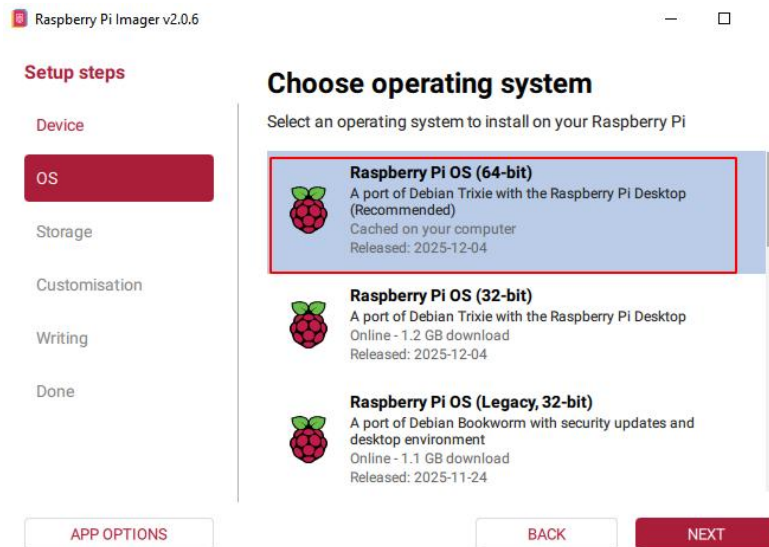 Raspberry Pi Imager v2.0.6
Setup steps
Device
OS
Storage
Customisation
Writing
Done
APP OPTIONS
Choose operating system
Select an operating system to install on your Raspberry Pi
Raspberry Pi OS (64-bit)
A port of Debian Trixie with the Raspberry Pi Desktop
(Recommended)
Cached on your computer
Released: 2025-12-04
Raspberry Pi OS (32-bit)
A port of Debian Trixie with the Raspberry Pi Desktop
Online - 1.2 GB download
Released: 2025-12-04
Raspberry Pi OS (Legacy, 32-bit)
A port of Debian Bookworm with security updates and
desktop environment
Online - 1.1 GB download
Released: 2025-11-24
BACK
NEXT